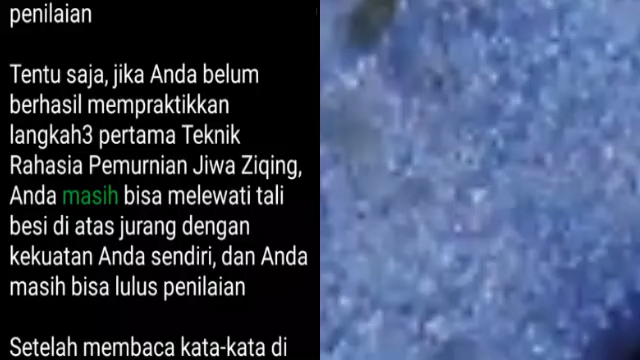 penilaian
Tentu saja, jika Anda belum
berhasil mempraktikkan
langkah3 pertama Teknik
Rahasia Pemurnian Jiwa Ziqing,
Anda masih bisa melewati tali
besi di atas jurang dengan
kekuatan Anda sendiri, dan Anda
masih bisa lulus penilaian
Setelah membaca kata-kata di